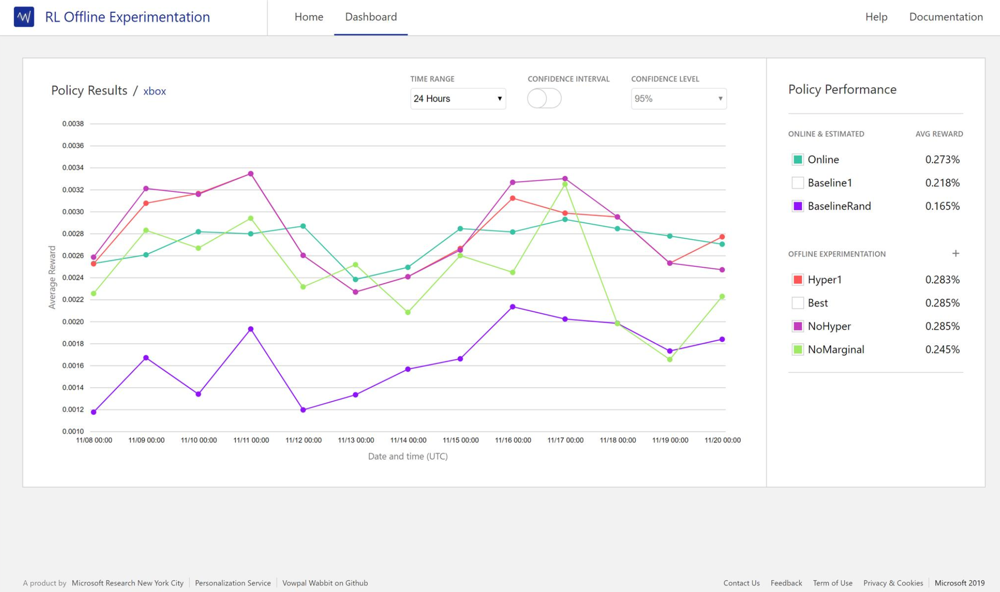 RL Offline Experimentation
Home
Dashboard
Help
Documentation
Policy Results / xbox
TIME RANGE
24 Hours
CONFIDENCE INTERVAL
CONFIDENCE LEVEL
95%
Average Reward
0.0038
0.0036
0.0034
0.0032
0.0030
0.0028
0.0026
0.0024
0.0022
0.0020
0.0018
0.0016
0.0014
0.0012
0.0010
11/08 00:00 11/09 00:00 11/10 00:00 11/11 00:00 11/12 00:00 11/13 00:00 11/14 00:00 11/15 00:00 11/16 00:00 11/17 00:00 11/18 00:00 11/19 00:00 11/20 00:00
Date and time (UTC)
Policy Performance
ONLINE & ESTIMATED AVG REWARD
Online 0.273%
Baseline1 0.218%
BaselineRand 0.165%
OFFLINE EXPERIMENTATION +
Hyper1 0.283%
Best 0.285%
NoHyper 0.285%
NoMarginal 0.245%
A product by Microsoft Research New York City Personalization Service Vowpal Wabbit on Github
Contact Us Feedback Term of Use Privacy & Cookies Microsoft 2019